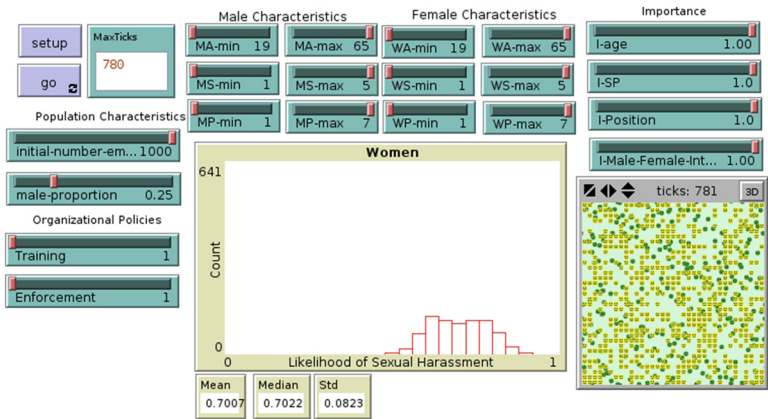 Male Characteristics
Female Characteristics
Importance
setup
MaxTicks
780
go
MA-min 19
MA-max 65
WA-min 19
WA-max 65
I-age 1.00
MS-min 1
MS-max 5
WS-min 1
WS-max 5
I-SP 1.0
MP-min 1
MP-max 7
WP-min 1
WP-max 7
I-Position 1.0
I-Male-Female-Int... 1.00
Population Characteristics
initial-number-em... 1000
male-proportion 0.25
Organizational Policies
Training 1
Enforcement 1
Women
641
Count
0
0
Likelihood of Sexual Harassment
1
Mean
0.7007
Median
0.7022
Std
0.0823
ticks: 781
3D